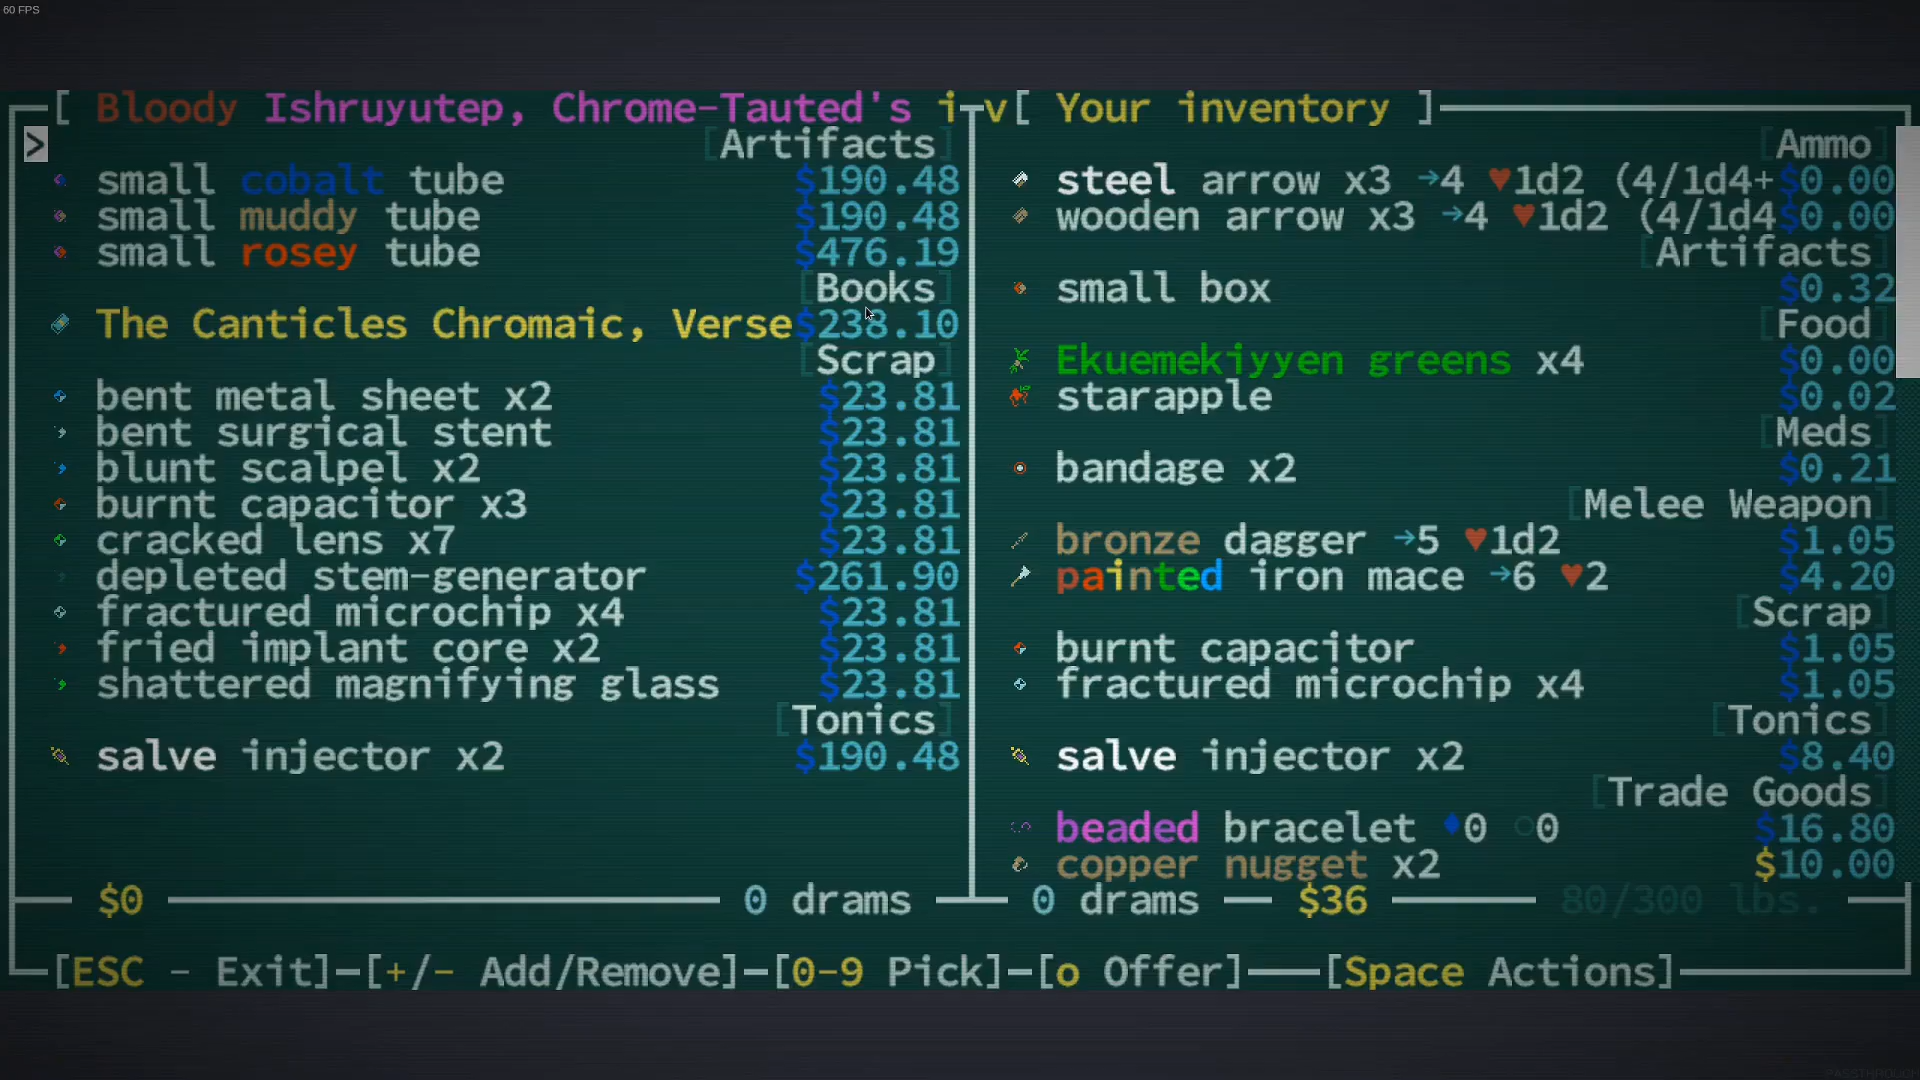 60 FPS
[ Bloody Ishruyutep, Chrome-Tauted's i
[Artifacts]
>
small cobalt tube $190.48
small muddy tube $190.48
small rosey tube $476.19
[Books]
The Canticles Chromaic, Verse $238.10
[Scrap]
bent metal sheet x2 $23.81
bent surgical stent $23.81
blunt scalpel x2 $23.81
burnt capacitor x3 $23.81
cracked lens x7 $23.81
depleted stem-generator $261.90
fractured microchip x4 $23.81
fried implant core x2 $23.81
shattered magnifying glass $23.81
[Tonics]
salve injector x2 $190.48
$0 0 drams
v[ Your inventory ]
[Ammo]
steel arrow x3 →4 ♥1d2 (4/1d4+ $0.00
wooden arrow x3 →4 ♥1d2 (4/1d4 $0.00
[Artifacts]
small box $0.32
[Food]
Ekuemekiyyen greens x4 $0.00
starapple $0.02
[Meds]
bandage x2 $0.21
[Melee Weapon]
bronze dagger →5 ♥1d2 $1.05
painted iron mace →6 ♥2 $4.20
[Scrap]
burnt capacitor $1.05
fractured microchip x4 $1.05
[Tonics]
salve injector x2 $8.40
[Trade Goods]
beaded bracelet ♦0 ○0 $16.80
copper nugget x2 $10.00
0 drams $36 80/300 lbs.
[ESC - Exit]-[+/- Add/Remove]-[0-9 Pick]-[o Offer] [Space Actions]